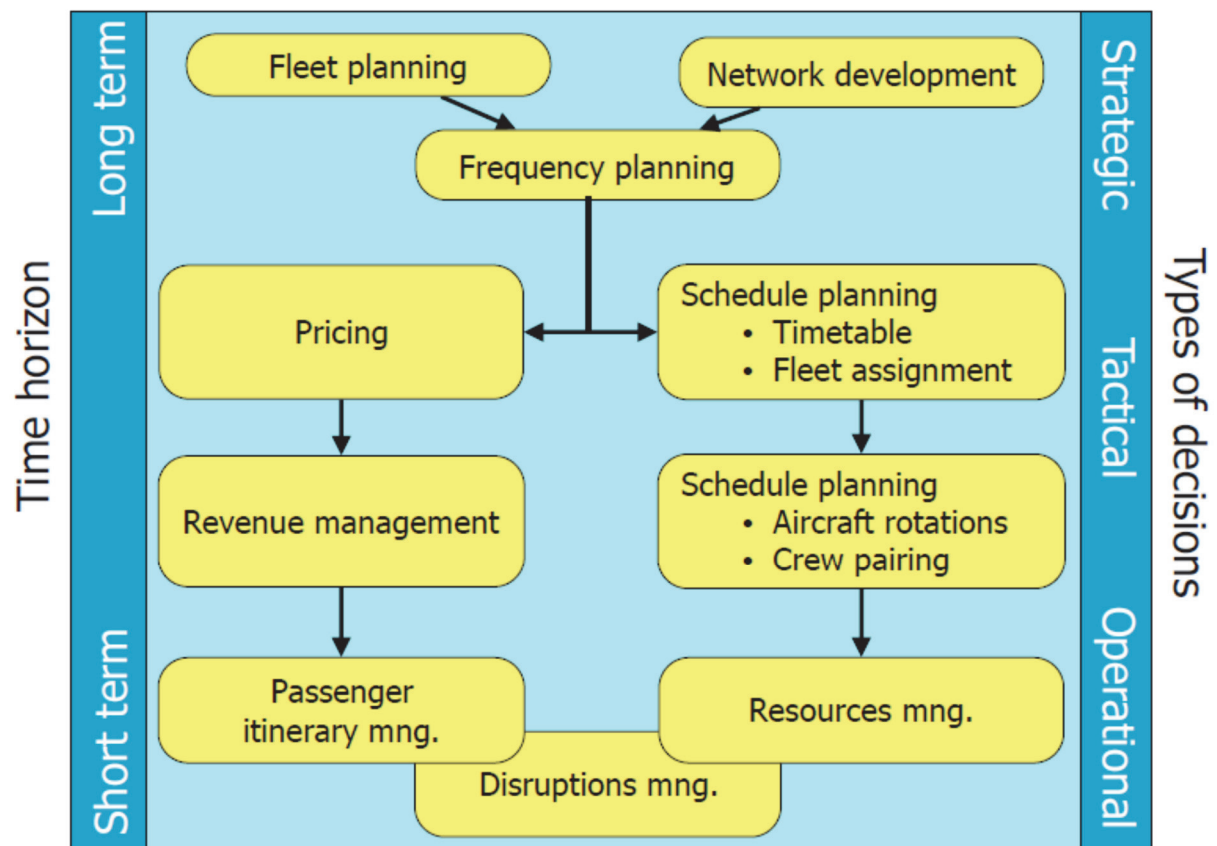 Time horizon
Long term
Short term
Fleet planning
Network development
Frequency planning
Pricing
Schedule planning
• Timetable
• Fleet assignment
Revenue management
Schedule planning
• Aircraft rotations
• Crew pairing
Passenger
itinerary mng.
Resources mng.
Disruptions mng.
Strategic
Tactical
Operational
Types of decisions